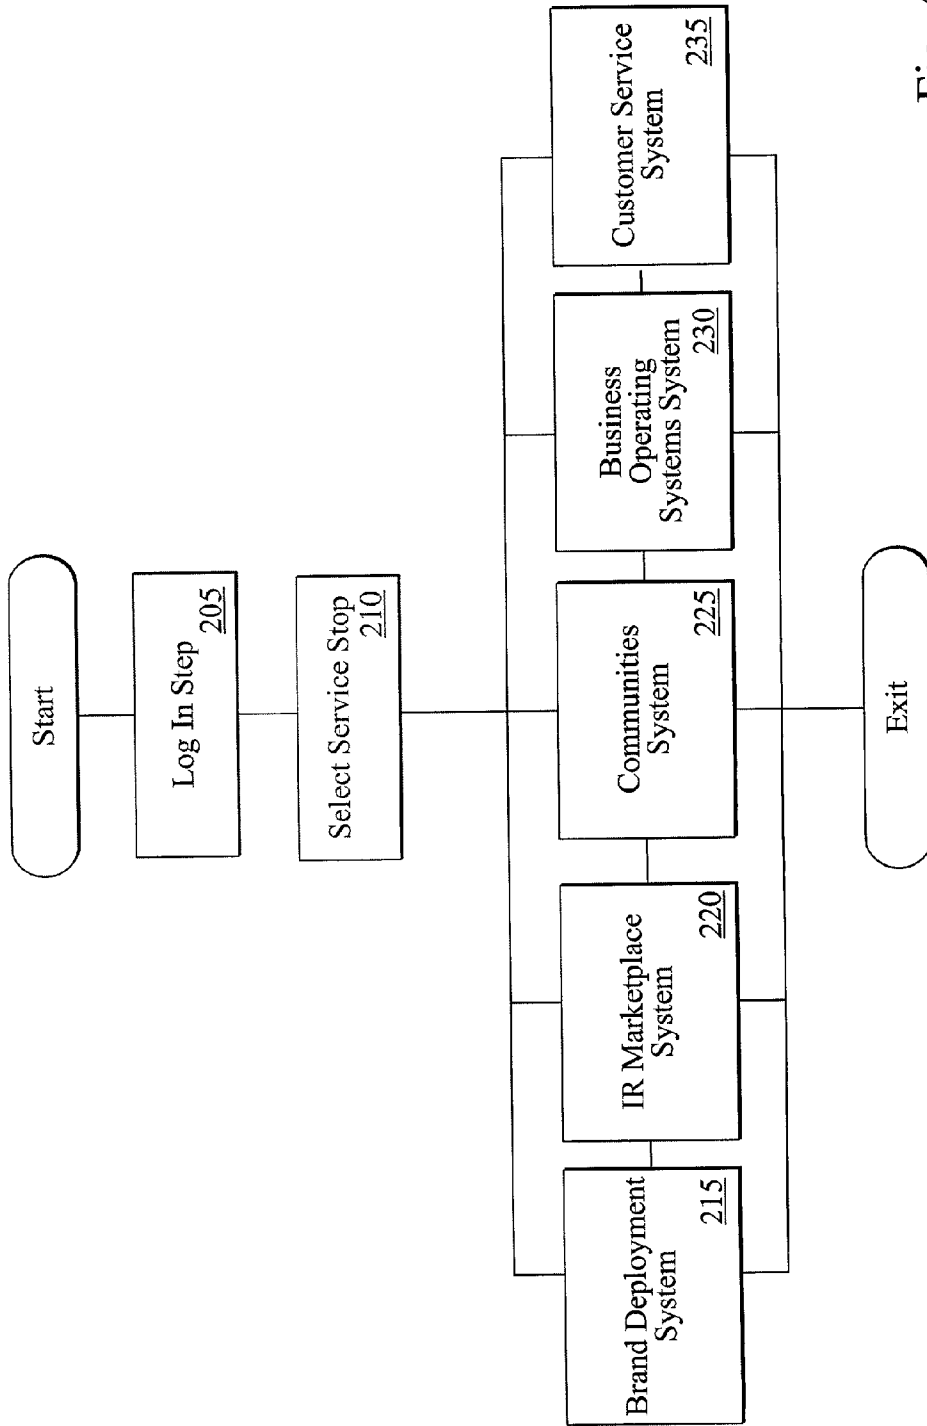 Start
Log In Step
205
Select Service Stop
210
Brand Deployment
System
215
IR Marketplace
System
220
Communities
System
225
Business
Operating
Systems System
230
Customer Service
System
235
Exit